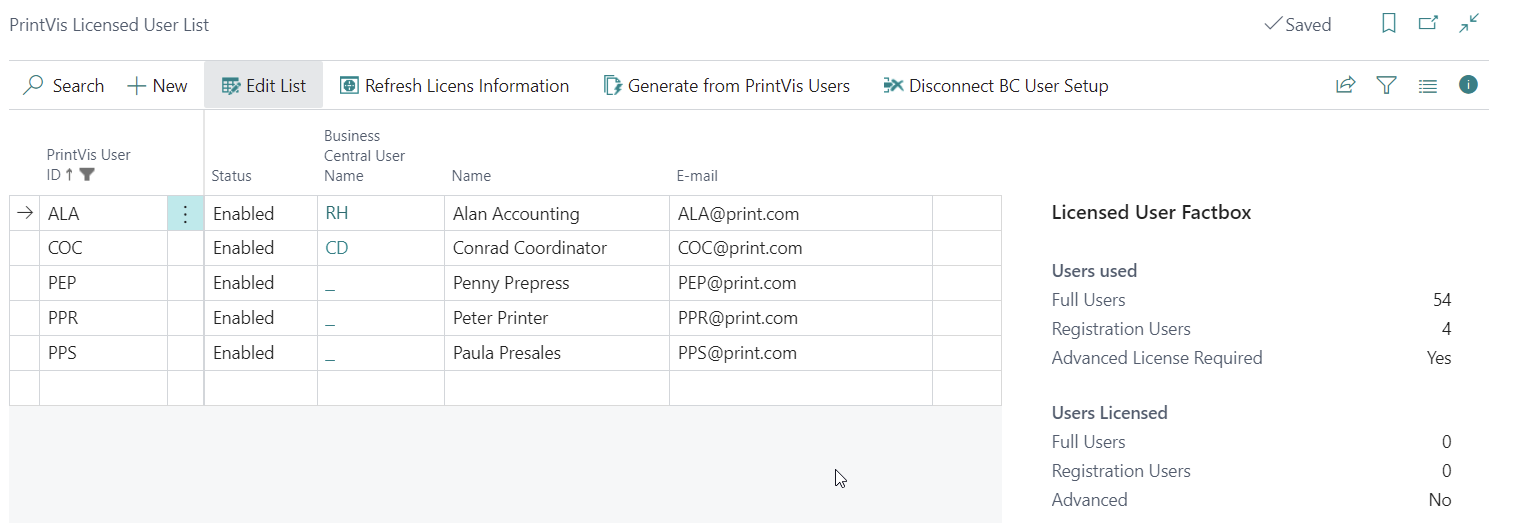 PrintVis Licensed User List
Saved
Search New Edit List Refresh Licens Information Generate from PrintVis Users Disconnect BC User Setup
PrintVis User
ID
Status
Business
Central User
Name
Name
E-mail
ALA Enabled RH Alan Accounting ALA@print.com
COC Enabled CD Conrad Coordinator COC@print.com
PEP Enabled _ Penny Prepress PEP@print.com
PPR Enabled _ Peter Printer PPR@print.com
PPS Enabled _ Paula Presales PPS@print.com
Licensed User Factbox
Users used
Full Users 54
Registration Users 4
Advanced License Required Yes
Users Licensed
Full Users 0
Registration Users 0
Advanced No